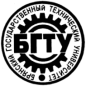 БРЯНСКИЙ ГОСУДАРСТВЕННЫЙ ТЕХНИЧЕСКИЙ УНИВЕРСИТЕТ
БГТУ